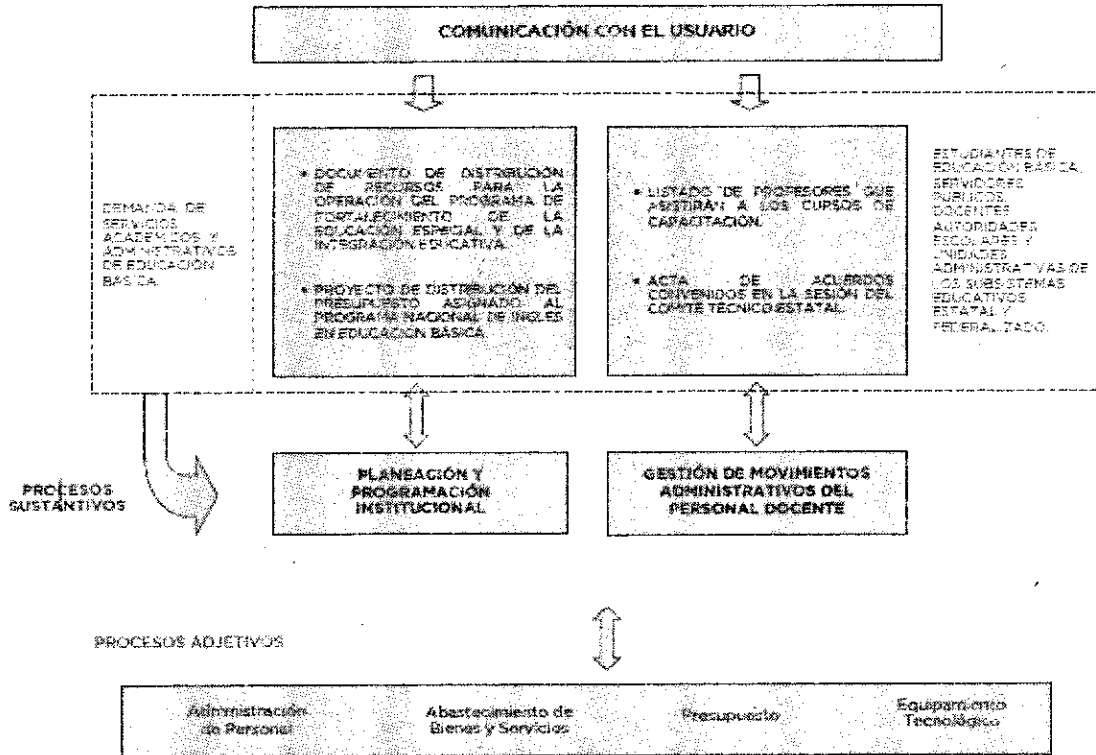 COMUNICACIÓN CON EL USUARIO
DEMANDA DE
SERVICIOS
ACADÉMICOS Y
ADMINISTRATIVOS
DE EDUCACIÓN
BÁSICA.
• DOCUMENTO DE DISTRIBUCIÓN
DE RECURSOS PARA LA
OPERACIÓN DEL PROGRAMA DE
FORTALECIMIENTO DE LA
EDUCACIÓN ESPECIAL Y DE LA
INTEGRACIÓN EDUCATIVA.
• PROYECTO DE DISTRIBUCIÓN DEL
PRESUPUESTO ASIGNADO AL
PROGRAMA NACIONAL DE INGLÉS
EN EDUCACIÓN BÁSICA.
• LISTADO DE PROFESORES QUE
ASISTIRÁN A LOS CURSOS DE
CAPACITACIÓN.
• ACTA DE ACUERDOS
CONVENIDOS EN LA SESIÓN DEL
COMITÉ TÉCNICO ESTATAL.
ESTUDIANTES DE
EDUCACIÓN BÁSICA,
SERVIDORES
PÚBLICOS,
DOCENTES
AUTORIDADES
ESCOLARES Y
UNIDADES
ADMINISTRATIVAS DE
LOS SUBSISTEMAS
EDUCATIVOS
ESTATAL Y
FEDERALIZADO.
PROCESOS
SUSTANTIVOS
PLANEACIÓN Y
PROGRAMACIÓN
INSTITUCIONAL
GESTIÓN DE MOVIMIENTOS
ADMINISTRATIVOS DEL
PERSONAL DOCENTE
PROCESOS ADJETIVOS
Administración
de Personal
Abastecimiento de
Bienes y Servicios
Presupuesto
Equipamiento
Tecnológico